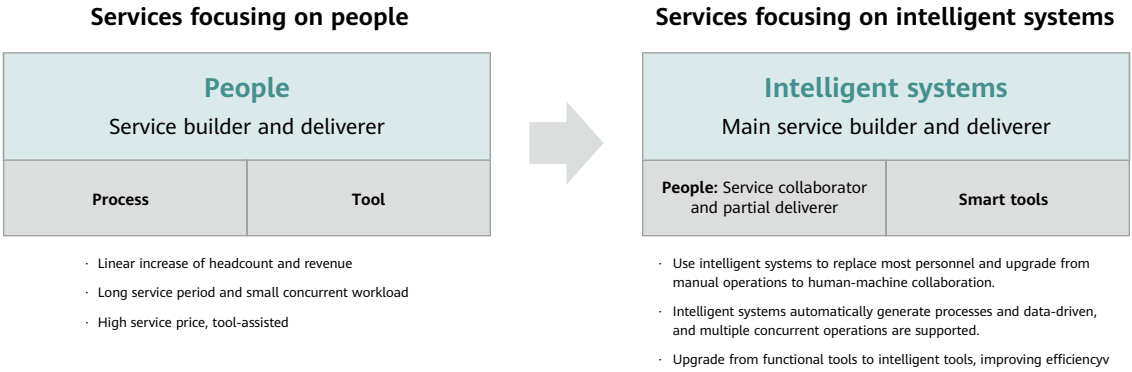 Services focusing on people
People
Service builder and deliverer
Process
Tool
· Linear increase of headcount and revenue
· Long service period and small concurrent workload
· High service price, tool-assisted
Services focusing on intelligent systems
Intelligent systems
Main service builder and deliverer
People: Service collaborator
and partial deliverer
Smart tools
· Use intelligent systems to replace most personnel and upgrade from
manual operations to human-machine collaboration.
· Intelligent systems automatically generate processes and data-driven,
and multiple concurrent operations are supported.
· Upgrade from functional tools to intelligent tools, improving efficiencyv